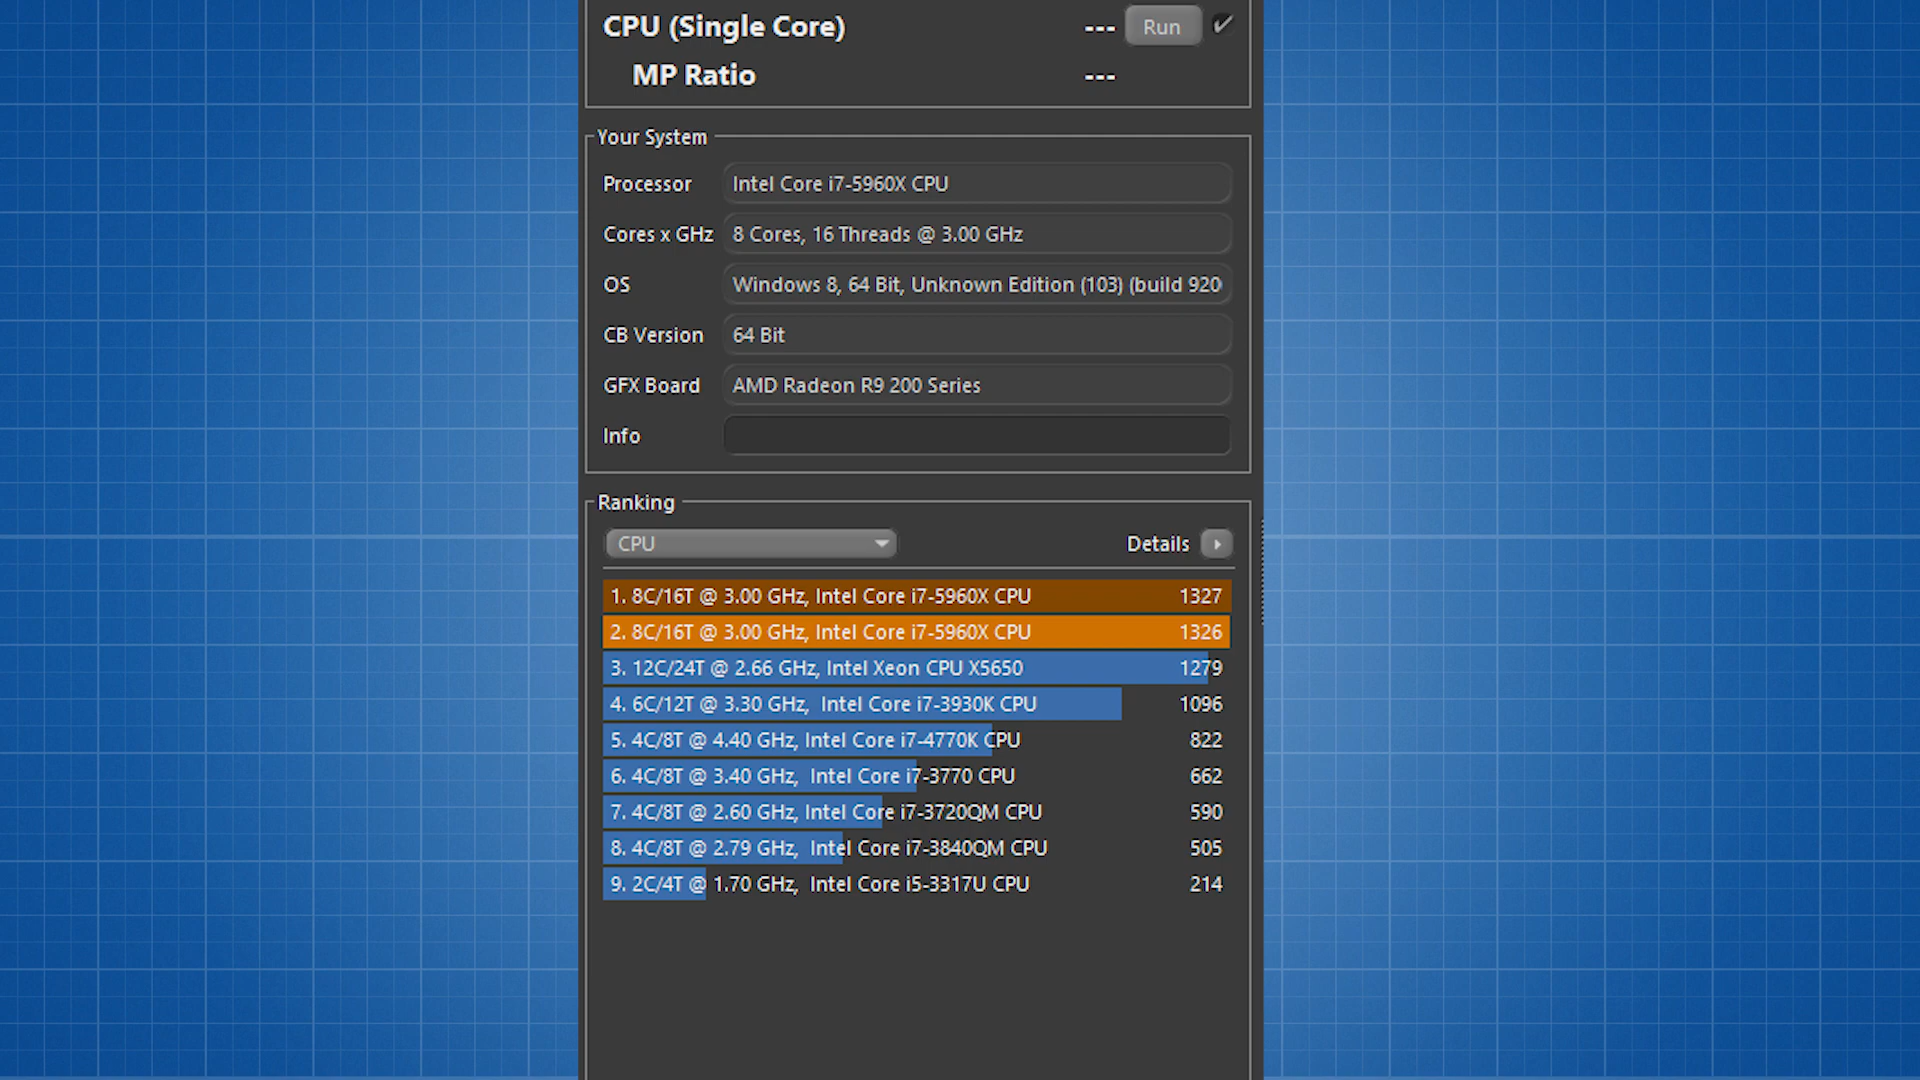 CPU (Single Core) --- Run
MP Ratio ---
Your System
Processor Intel Core i7-5960X CPU
Cores x GHz 8 Cores, 16 Threads @ 3.00 GHz
OS Windows 8, 64 Bit, Unknown Edition (103) (build 920
CB Version 64 Bit
GFX Board AMD Radeon R9 200 Series
Info
Ranking
CPU Details
1. 8C/16T @ 3.00 GHz, Intel Core i7-5960X CPU 1327
2. 8C/16T @ 3.00 GHz, Intel Core i7-5960X CPU 1326
3. 12C/24T @ 2.66 GHz, Intel Xeon CPU X5650 1279
4. 6C/12T @ 3.30 GHz, Intel Core i7-3930K CPU 1096
5. 4C/8T @ 4.40 GHz, Intel Core i7-4770K CPU 822
6. 4C/8T @ 3.40 GHz, Intel Core i7-3770 CPU 662
7. 4C/8T @ 2.60 GHz, Intel Core i7-3720QM CPU 590
8. 4C/8T @ 2.79 GHz, Intel Core i7-3840QM CPU 505
9. 2C/4T @ 1.70 GHz, Intel Core i5-3317U CPU 214